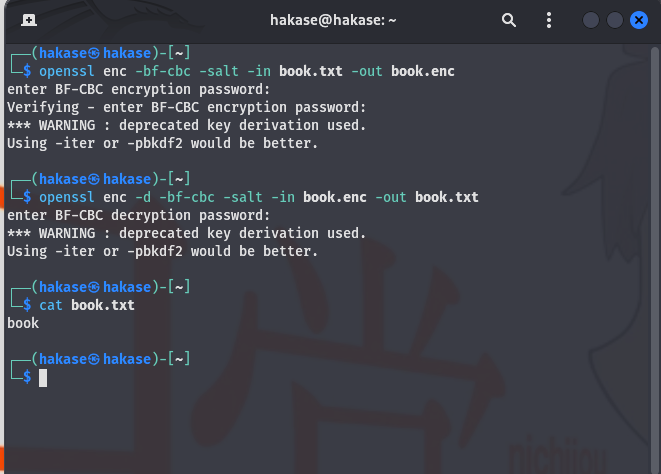 hakase@hakase: ~
┌──(hakase㉿hakase)-[~]
└─$ openssl enc -bf-cbc -salt -in book.txt -out book.enc
enter BF-CBC encryption password:
Verifying - enter BF-CBC encryption password:
*** WARNING : deprecated key derivation used.
Using -iter or -pbkdf2 would be better.
┌──(hakase㉿hakase)-[~]
└─$ openssl enc -d -bf-cbc -salt -in book.enc -out book.txt
enter BF-CBC decryption password:
*** WARNING : deprecated key derivation used.
Using -iter or -pbkdf2 would be better.
┌──(hakase㉿hakase)-[~]
└─$ cat book.txt
book
┌──(hakase㉿hakase)-[~]
└─$
日常
nichijou